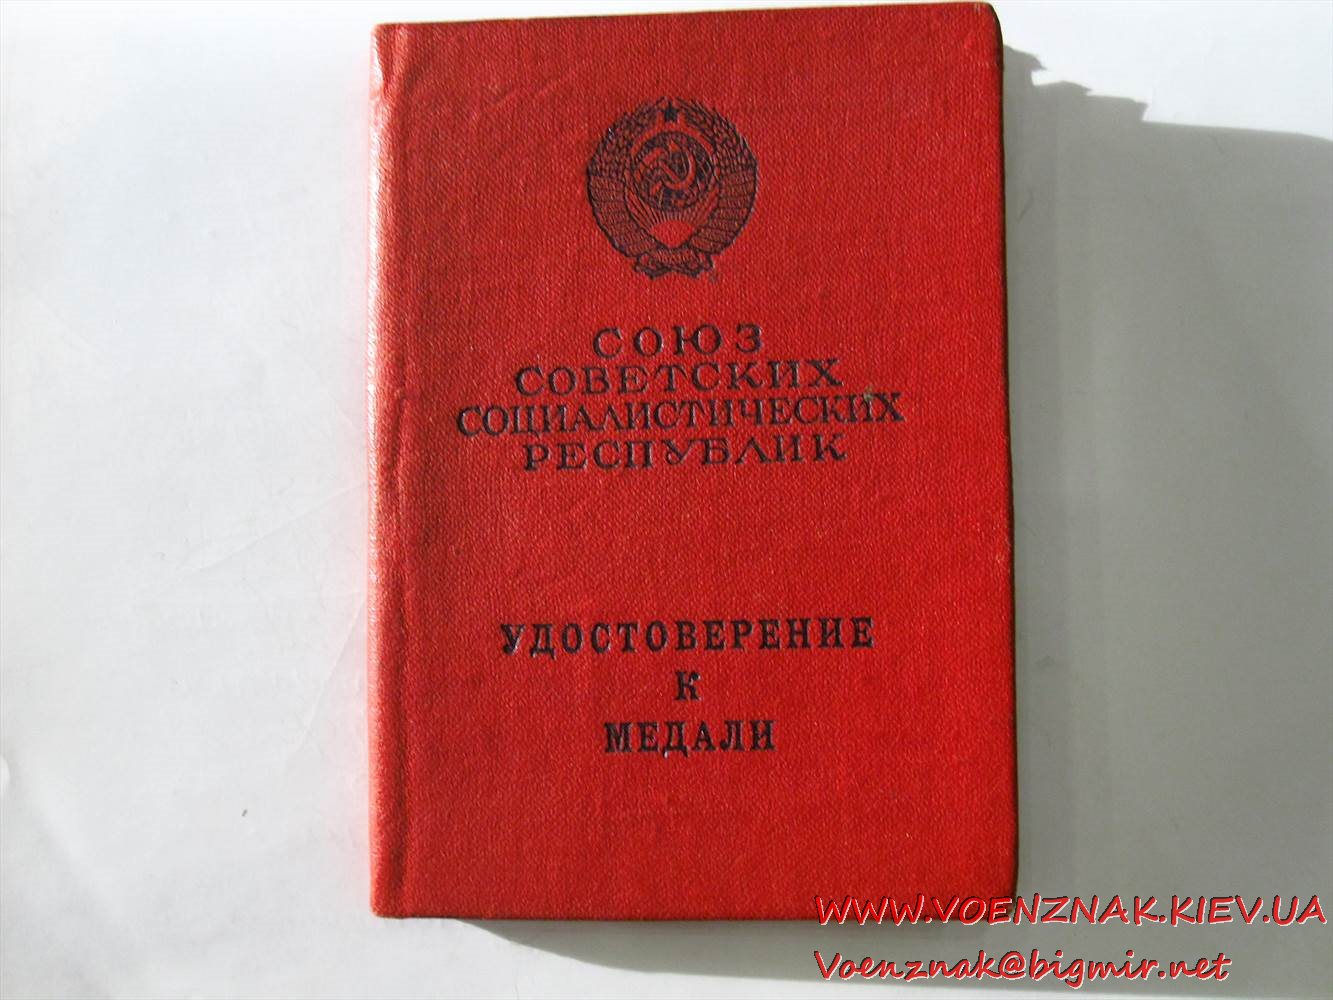 СОЮЗ
СОВЕТСКИХ
СОЦИАЛИСТИЧЕСКИХ
РЕСПУБЛИК
УДОСТОВЕРЕНИЕ
К
МЕДАЛИ
WWW.VOENZNAK.KIEV.UA
Voenznak@bigmir.net